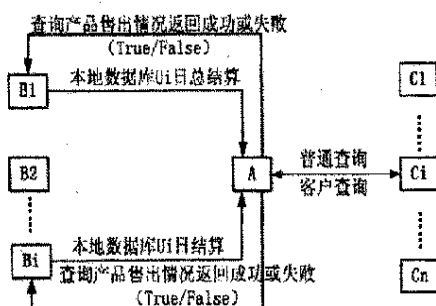 查询产品售出情况返回成功或失败
(True/False)
B1
本地数据库Ui日总结算
C1
B2
A
普通查询
客户查询
Ci
Bi
本地数据库Ui日结算
查询产品售出情况返回成功或失败
(True/False)
Cn